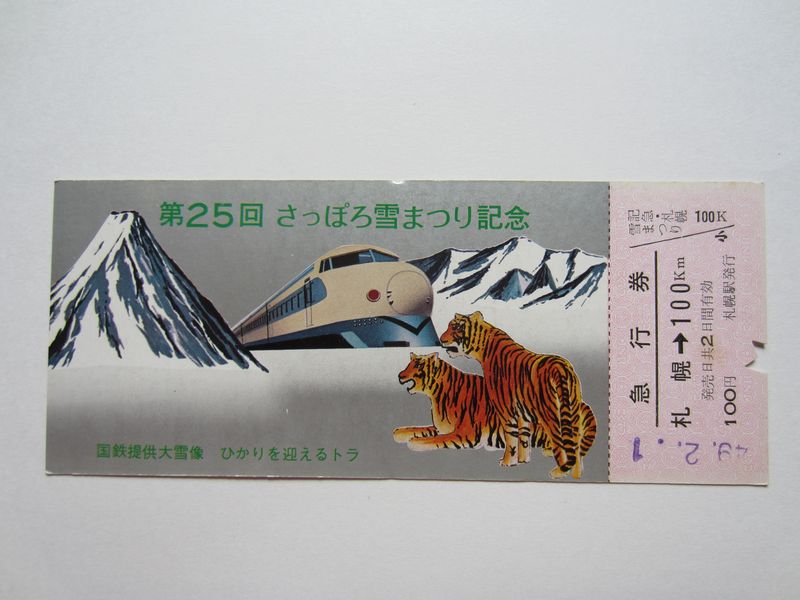 第25回 さっぽろ雪まつり記念
国鉄提供大雪像 ひかりを迎えるトラ
急行券
札幌→100Km
発売日共2日間有効
100円 札幌駅発行
記急・札幌
雪まつり
100K
小
49.2.-1